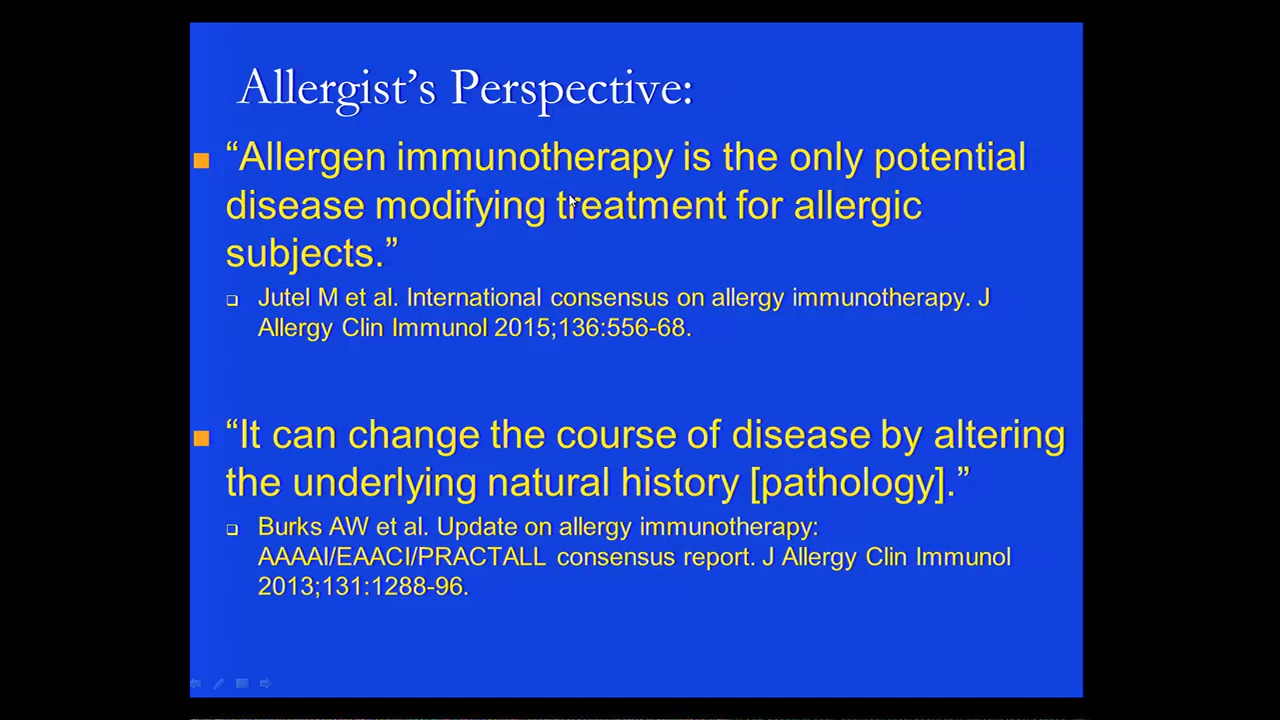 Allergist’s Perspective:
“Allergen immunotherapy is the only potential
disease modifying treatment for allergic
subjects.”
Jutel M et al. International consensus on allergy immunotherapy. J
Allergy Clin Immunol 2015;136:556-68.
“It can change the course of disease by altering
the underlying natural history [pathology].”
Burks AW et al. Update on allergy immunotherapy:
AAAAI/EAACI/PRACTALL consensus report. J Allergy Clin Immunol
2013;131:1288-96.